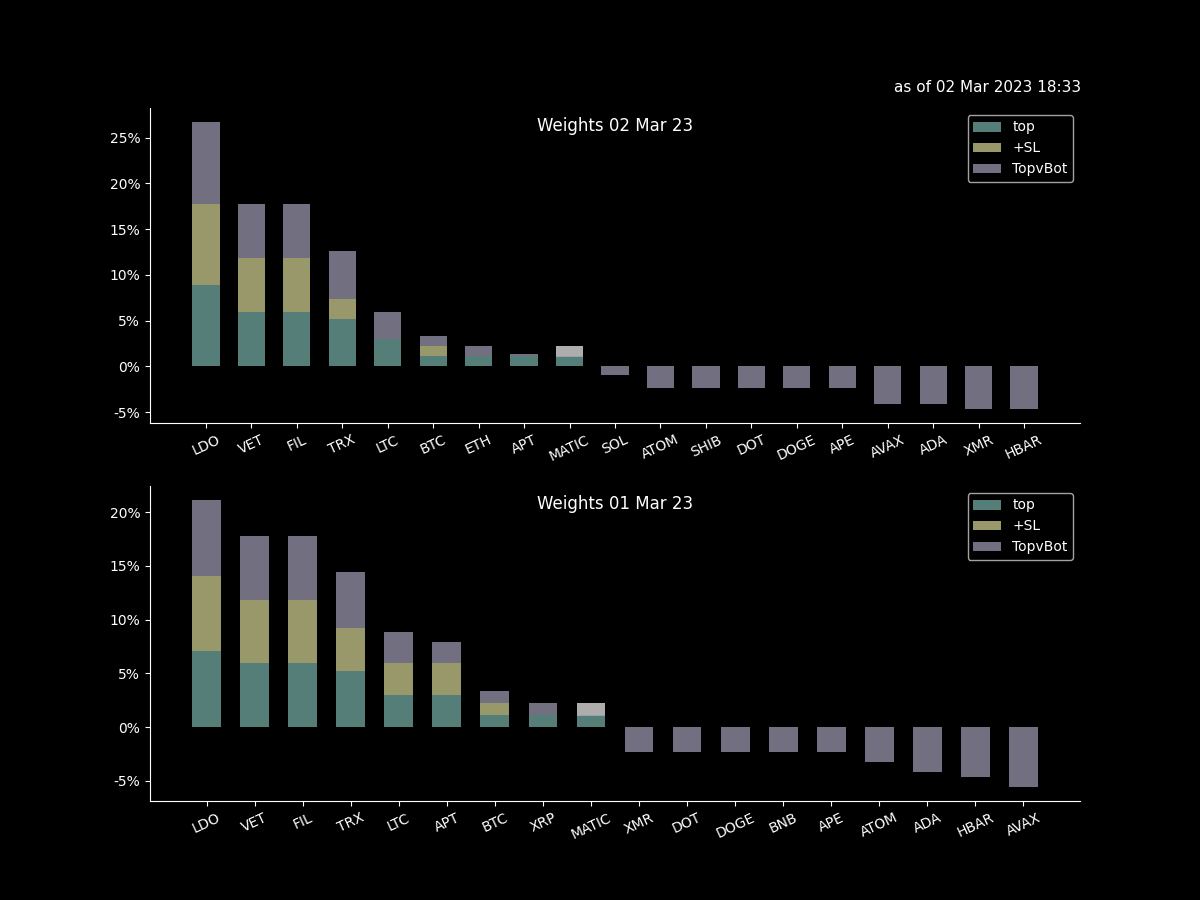 as of 02 Mar 2023 18:33
Weights 02 Mar 23
top
+SL
TopvBot
25%
20%
15%
10%
5%
0%
-5%
LDO VET FIL TRX LTC BTC ETH APT MATIC SOL ATOM SHIB DOT DOGE APE AVAX ADA XMR HBAR
Weights 01 Mar 23
top
+SL
TopvBot
20%
15%
10%
5%
0%
-5%
LDO VET FIL TRX LTC APT BTC XRP MATIC XMR DOT DOGE BNB APE ATOM ADA HBAR AVAX